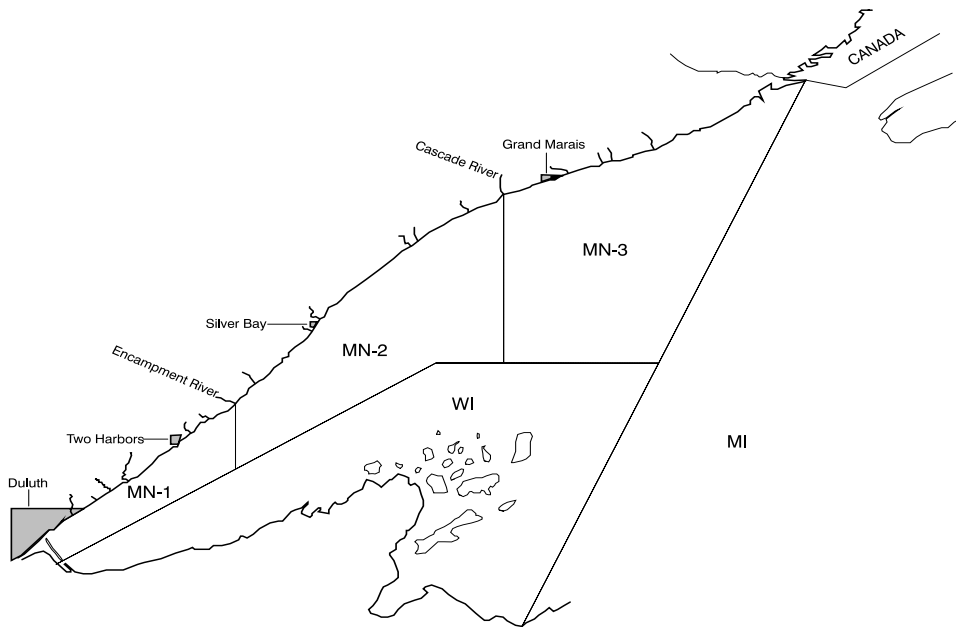 CANADA
Grand Marais
Cascade River
MN-3
Silver Bay
MN-2
Encampment River
WI
Two Harbors
MI
Duluth
MN-1